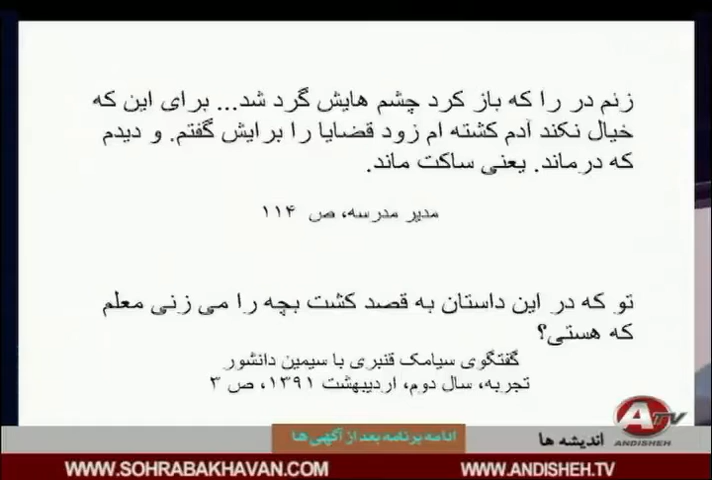 زنم در را که باز کرد چشم هایش گرد شد... برای این که
خیال نکند آدم کشته ام زود قضایا را برایش گفتم. و دیدم
که درماند. یعنی ساکت ماند.
مدیر مدرسه، ص ۱۱۴
تو که در این داستان به قصد کشت بچه را می زنی معلم
که هستی؟
گفتگوی سیامک قنبری با سیمین دانشور
تجربه، سال دوم، اردیبهشت ۱۳۹۱، ص ۳
ATV
ANDISHEH
اندیشه ها
ادامه برنامه بعد از آگهی ها
WWW.SOHRABAKHAVAN.COM
WWW.ANDISHEH.TV